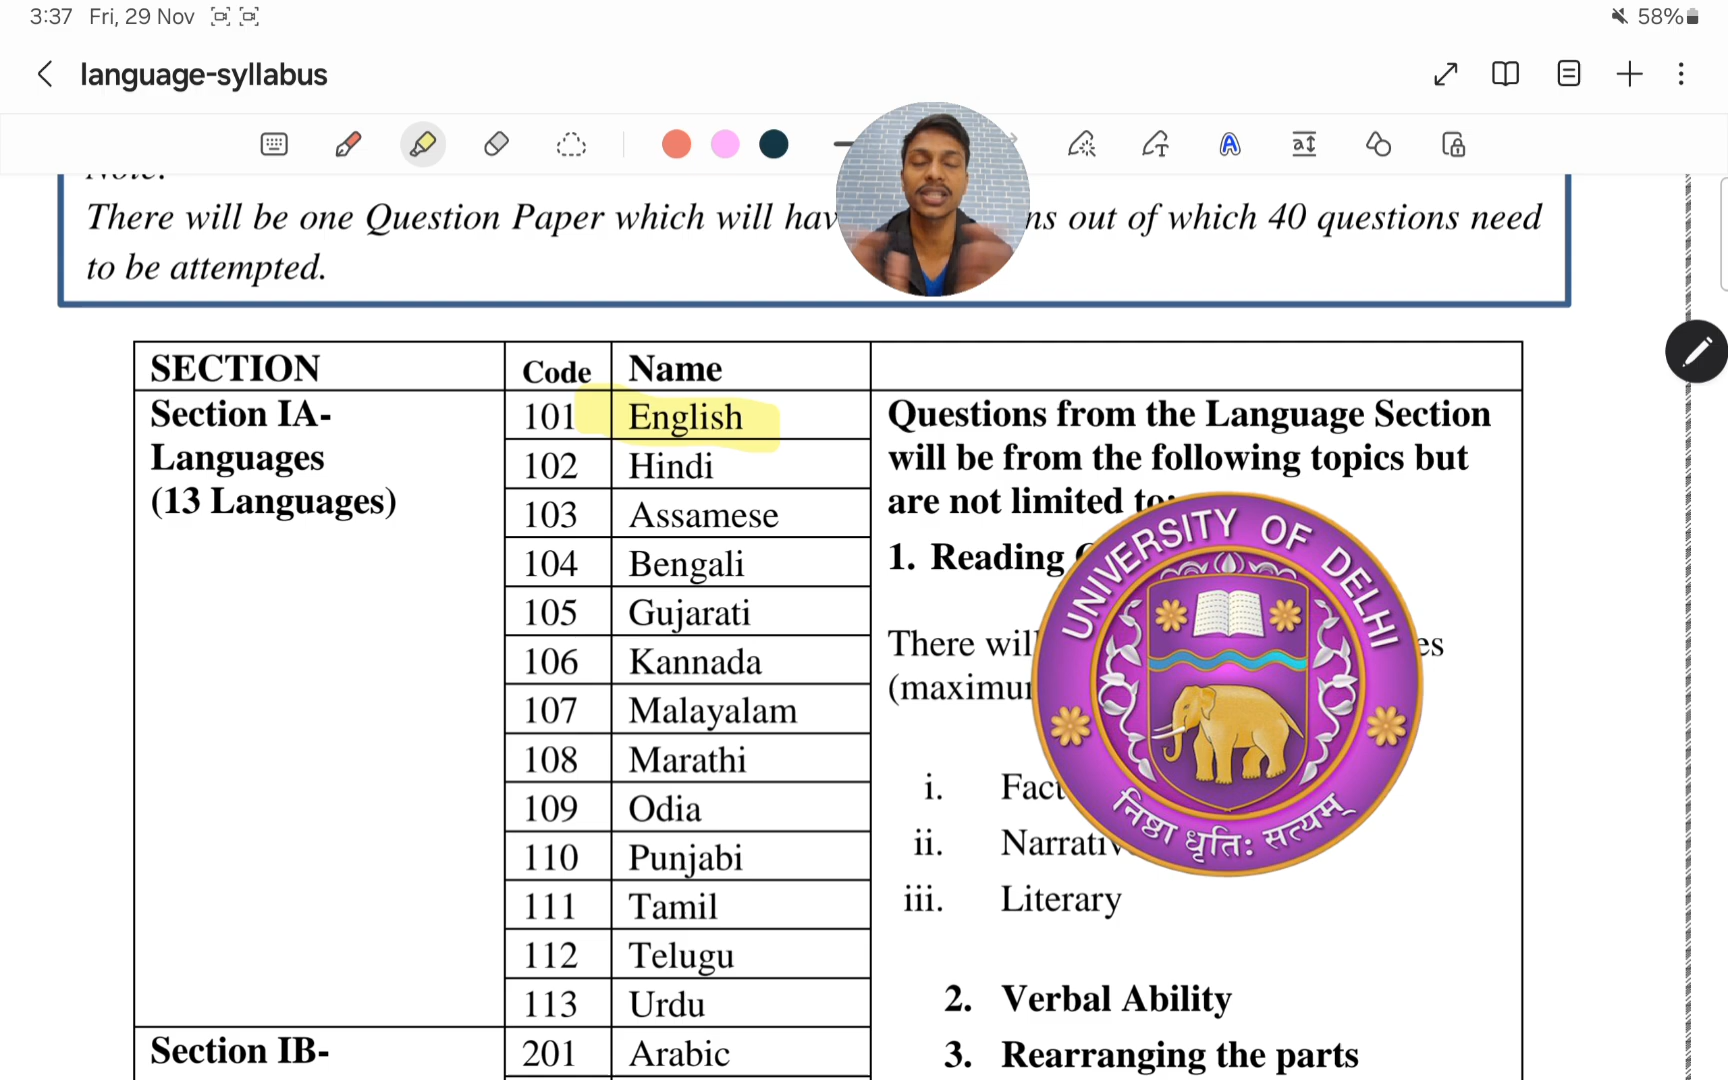 3:37 Fri, 29 Nov
58%
language-syllabus
There will be one Question Paper which will out of which 40 questions need
to be attempted.
SECTION Code Name
Section IA-
Languages
(13 Languages)
101 English
102 Hindi
103 Assamese
104 Bengali
105 Gujarati
106 Kannada
107 Malayalam
108 Marathi
109 Odia
110 Punjabi
111 Tamil
112 Telugu
113 Urdu
Section IB-
201 Arabic
Questions from the Language Section
will be from the following topics but
are not limited to:
1. Reading
There will
i.
ii.
iii. Literary
2. Verbal Ability
3. Rearranging the parts
UNIVERSITY OF DELHI
निष्ठा धृतिः सत्यम्